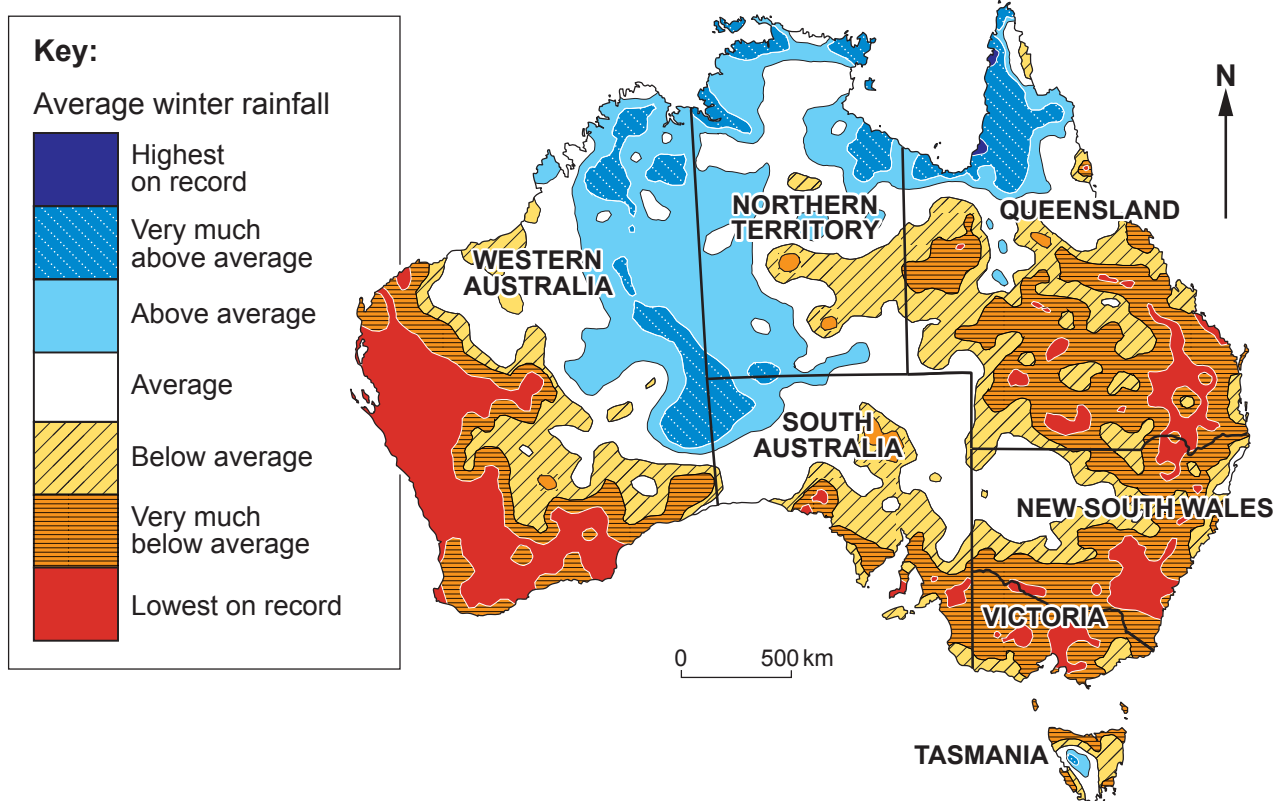 Key:
Average winter rainfall
Highest
on record
Very much
above average
Above average
Average
Below average
Very much
below average
Lowest on record
N
NORTHERN
TERRITORY
QUEENSLAND
WESTERN
AUSTRALIA
SOUTH
AUSTRALIA
NEW SOUTH WALES
VICTORIA
0 500 km
TASMANIA